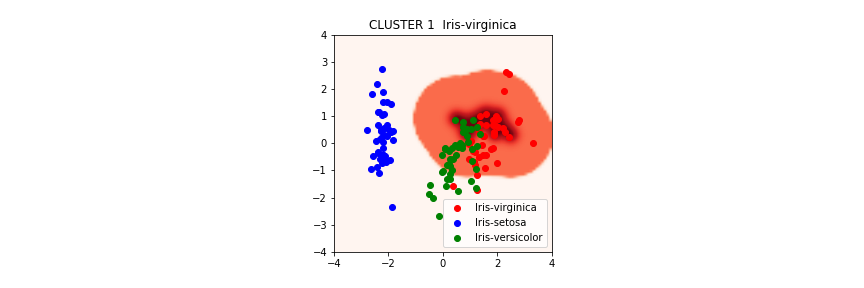 CLUSTER 1  Iris-virginica
4
3
2
1
0
−1
−2
−3
−4
−4 −2 0 2 4
Iris-virginica
Iris-setosa
Iris-versicolor